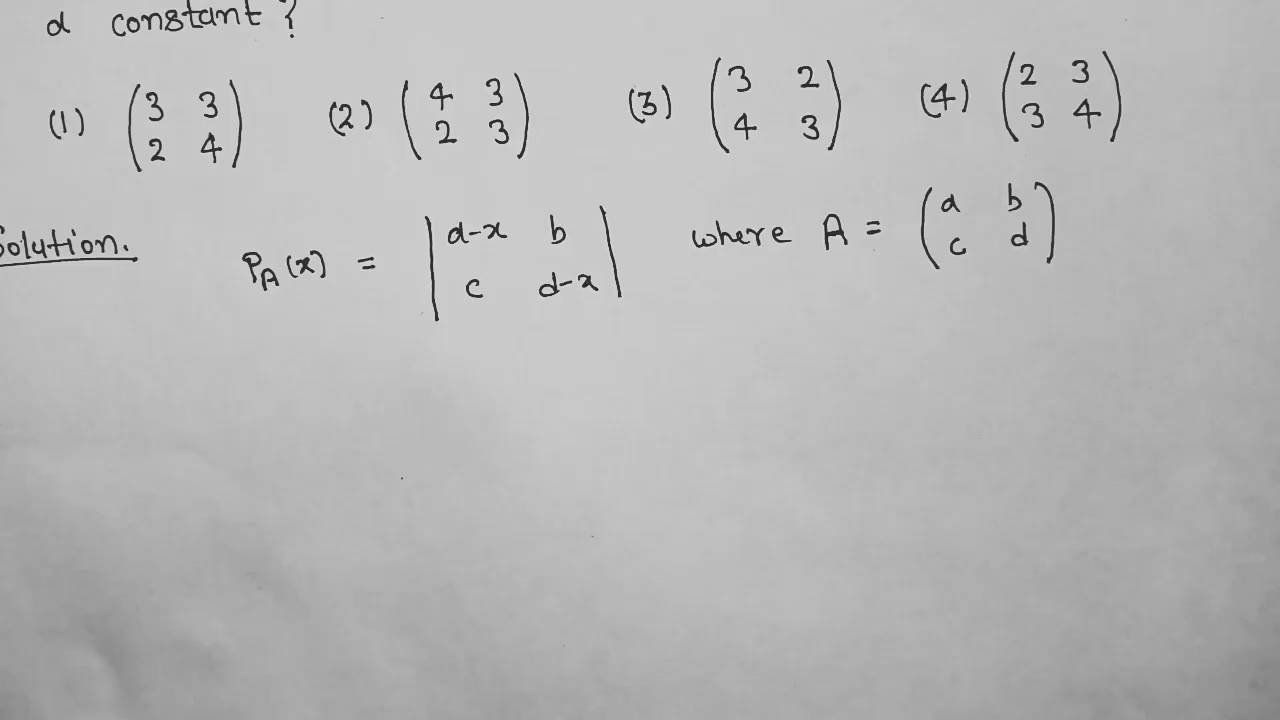 a constant?
(1) (3 3 2 4) (2) (4 3 2 3) (3) (3 2 4 3) (4) (2 3 3 4)
Solution. P_A(x) = |a-x b c d-x| where A = (a b c d)